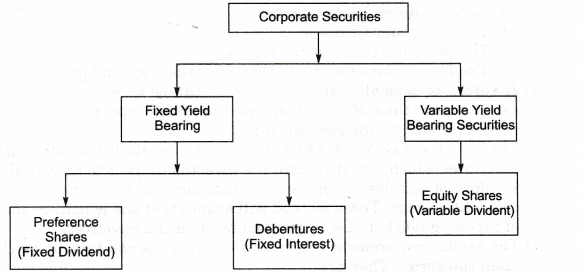 Corporate Securities
Fixed Yield
Bearing
Variable Yield
Bearing Securities
Preference
Shares
(Fixed Dividend)
Debentures
(Fixed Interest)
Equity Shares
(Variable Divident)